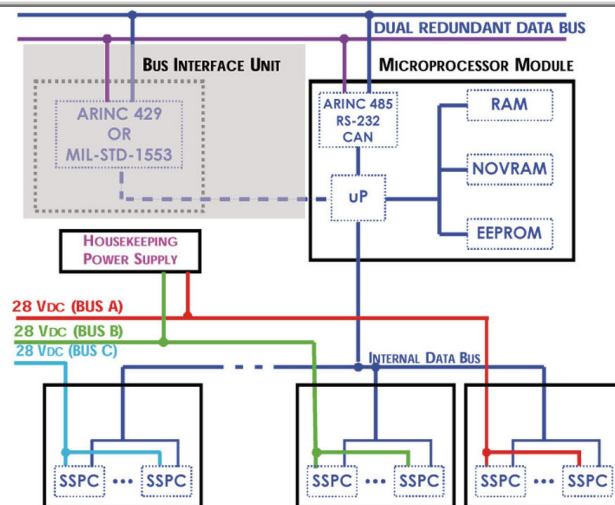 DUAL REDUNDANT DATA BUS
BUS INTERFACE UNIT
MICROPROCESSOR MODULE
ARINC 429
OR
MIL-STD-1553
ARINC 485
RS-232
CAN
RAM
uP
NOVRAM
EEPROM
HOUSEKEEPING
POWER SUPPLY
28 VDC (BUS A)
28 VDC (BUS B)
28 VDC (BUS C)
INTERNAL DATA BUS
SSPC ... SSPC
SSPC ... SSPC
SSPC ... SSPC